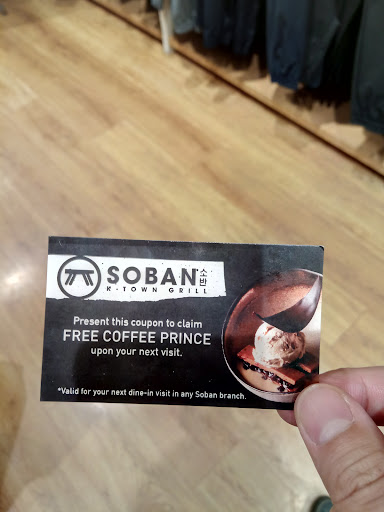 SOBAN 소반
K-TOWN GRILL
Present this coupon to claim
FREE COFFEE PRINCE
upon your next visit.
*Valid for your next dine-in visit in any Soban branch.